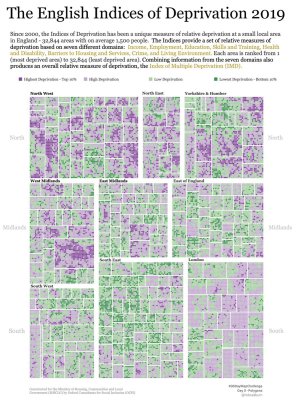 The English Indices of Deprivation 2019
Since 2000, the Indices of Deprivation has been a unique measure of relative deprivation at a small local
area in England - 32,844 areas with on average 1,500 people. The Indices provide a set of relative measures of
deprivation based on seven different domains: Income, Employment, Education, Skills and Training, Health
and Disability, Barriers to Housing and Services, Crime, and Living Environment. Each area is ranked from 1
(most deprived area) to 32,844 (least deprived area). Combining information from the seven domains also
produces an overall relative measure of deprivation, the Index of Multiple Deprivation (IMD).
Highest Deprivation - Top 10% High Deprivation Low Deprivation Lowest Deprivation - Bottom 10%
North West North East Yorkshire & Humber
North North
West Midlands East Midlands East of England
Midlands Midlands
South East London
South West
South South
#30DayMapChallenge
Day 3 - Polygons